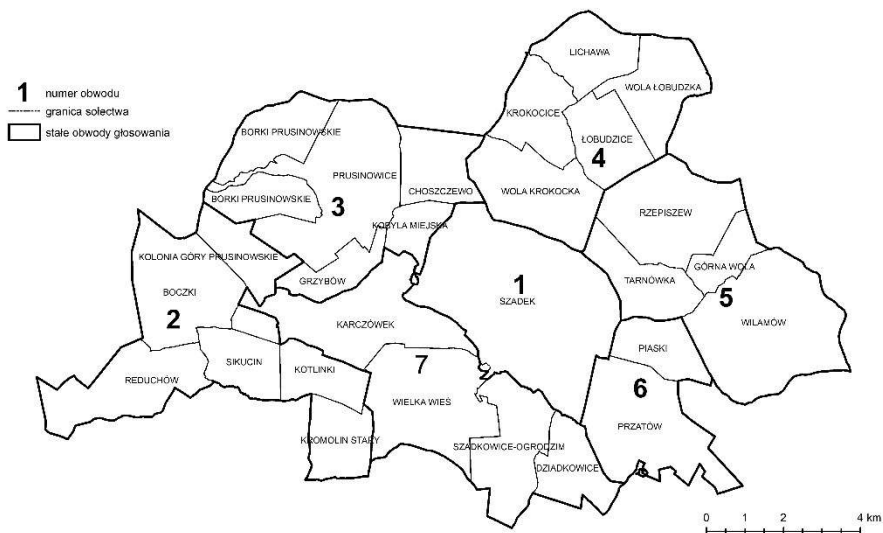 LICHAWA
WOLA ŁOBUDZKA
1 numer obwodu
granica sołectwa
stałe obwody głosowania
KROKOCICE
BORKI PRUSINOWSKIE
ŁOBUDZICE
4
PRUSINOWICE
CHOSZCZEWO
WOLA KROKOCKA
BORKI PRUSINOWSKIE
3
RZEPISZEW
KOBYLA MIEJSKA
KOLONIA GÓRY PRUSINOWSKIE
GÓRNA WOLA
GRZYBÓW
1
SZADEK
TARNÓWKA
BOCZKI
2
5
WILAMÓW
KARCZÓWEK
PIASKI
SIKUCIN
KOTLINKI
7
REDUCHÓW
WIELKA WIEŚ
6
PRZATÓW
KROMOLIN STARY
SZADKOWICE-OGRODZIM
DZIADKOWICE
0 1 2 4 km